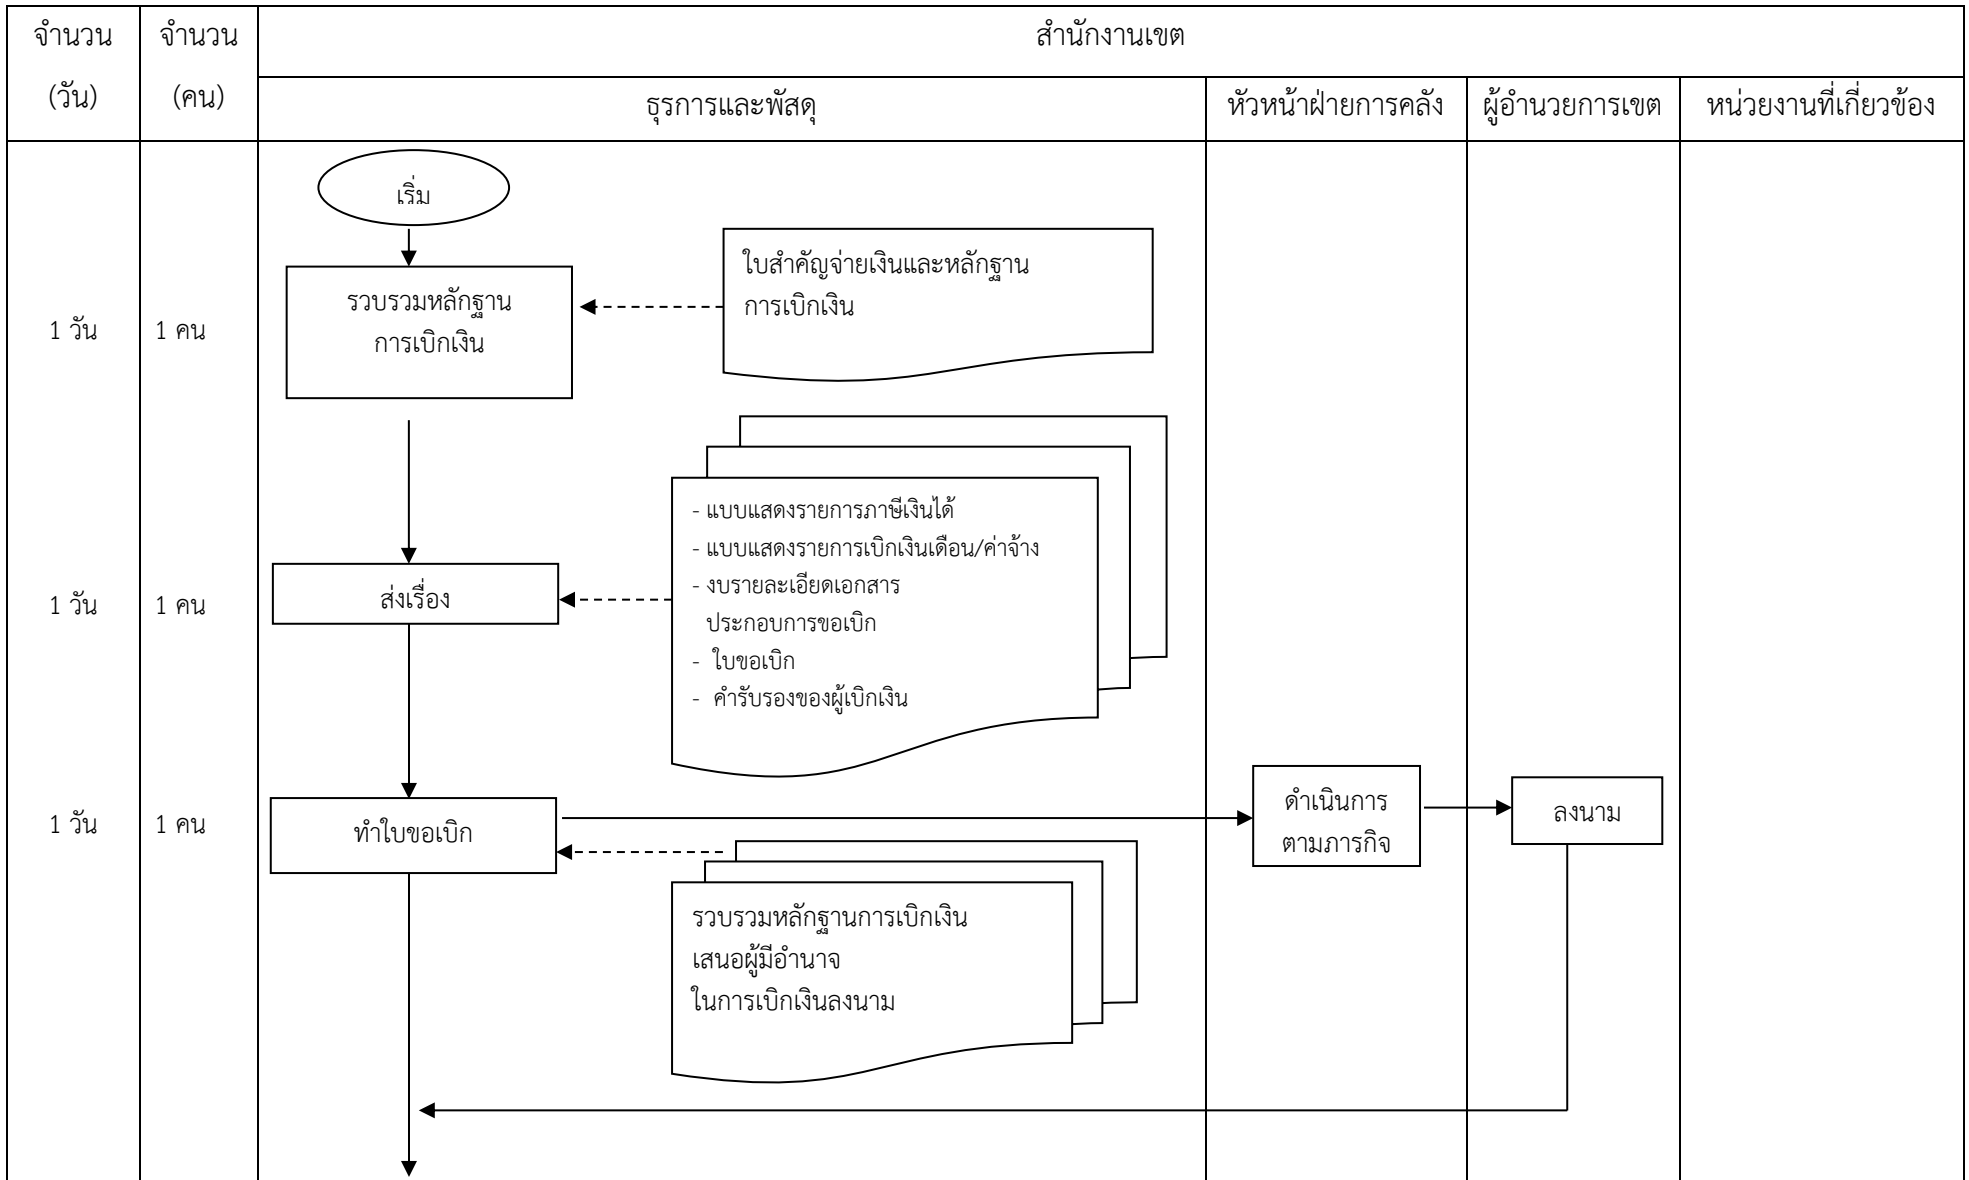 จำนวน
(วัน)
จำนวน
(คน)
สำนักงานเขต
ธุรการและพัสดุ
หัวหน้าฝ่ายการคลัง
ผู้อำนวยการเขต
หน่วยงานที่เกี่ยวข้อง
เริ่ม
ใบสำคัญจ่ายเงินและหลักฐาน
การเบิกเงิน
1 วัน
1 คน
รวบรวมหลักฐาน
การเบิกเงิน
- แบบแสดงรายการภาษีเงินได้
- แบบแสดงรายการเบิกเงินเดือน/ค่าจ้าง
- งบรายละเอียดเอกสาร
ประกอบการขอเบิก
- ใบขอเบิก
- คำรับรองของผู้เบิกเงิน
1 วัน
1 คน
ส่งเรื่อง
1 วัน
1 คน
ทำใบขอเบิก
ดำเนินการ
ตามภารกิจ
ลงนาม
รวบรวมหลักฐานการเบิกเงิน
เสนอผู้มีอำนาจ
ในการเบิกเงินลงนาม